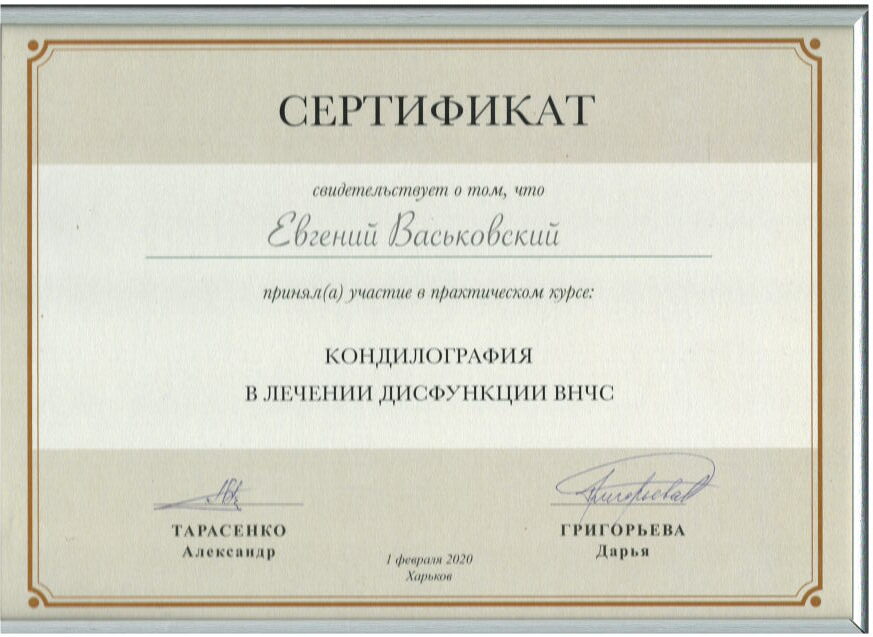 СЕРТИФИКАТ
свидетельствует о том, что
Евгений Васьковский
принял(а) участие в практическом курсе:
КОНДИЛОГРАФИЯ
В ЛЕЧЕНИИ ДИСФУНКЦИИ ВНЧС
Григорьева
ТАРАСЕНКО
Александр
ГРИГОРЬЕВА
Дарья
1 февраля 2020
Харьков